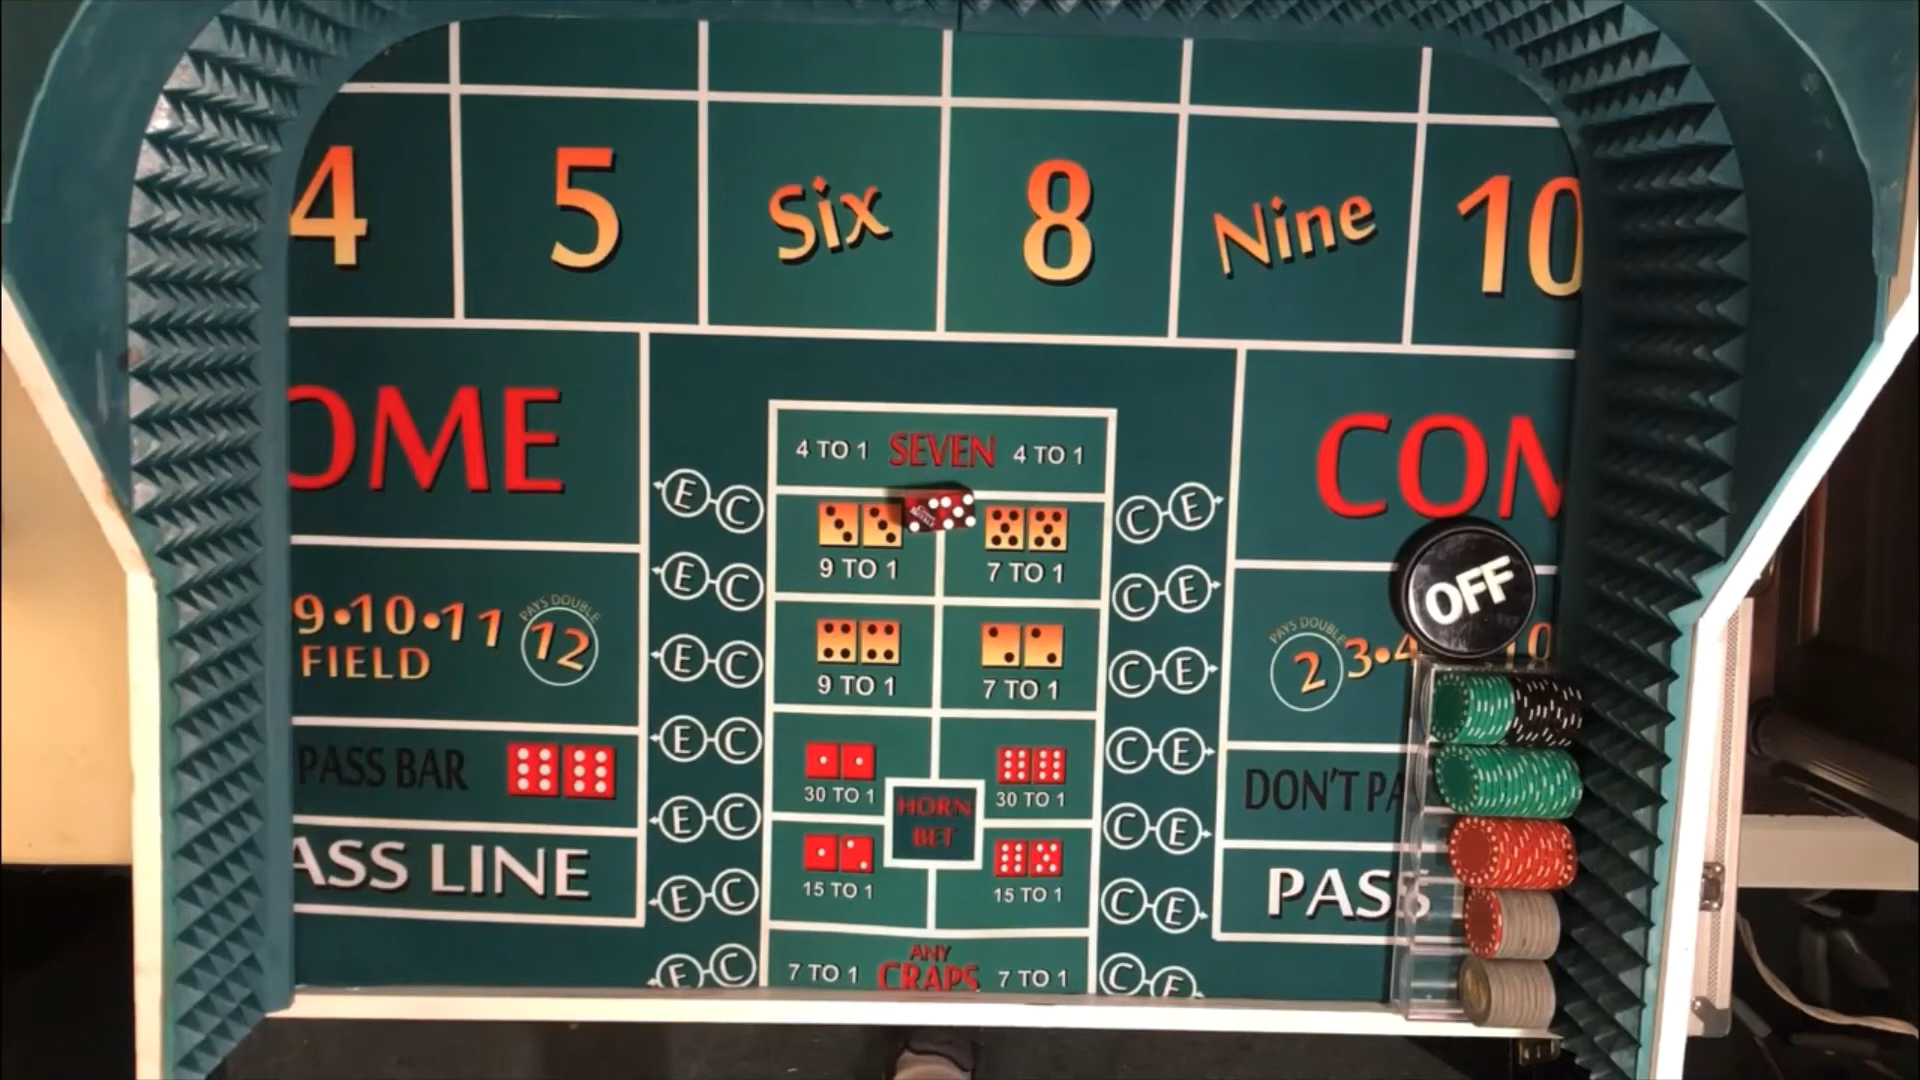 4 5 Six 8 Nine 10
OME
COM
4 TO 1 SEVEN 4 TO 1
E C C E
9 TO 1 7 TO 1
OFF
E C C E
9•10•11 PAYS DOUBLE 12
FIELD
PAYS DOUBLE 2 3•4 10
E C C E
9 TO 1 7 TO 1
E C C E
PASS BAR
DON'T PA
30 TO 1 30 TO 1
HORN
BET
E C C E
ASS LINE
PASS
15 TO 1 15 TO 1
E C C E
ANY
7 TO 1 CRAPS 7 TO 1
E C C E